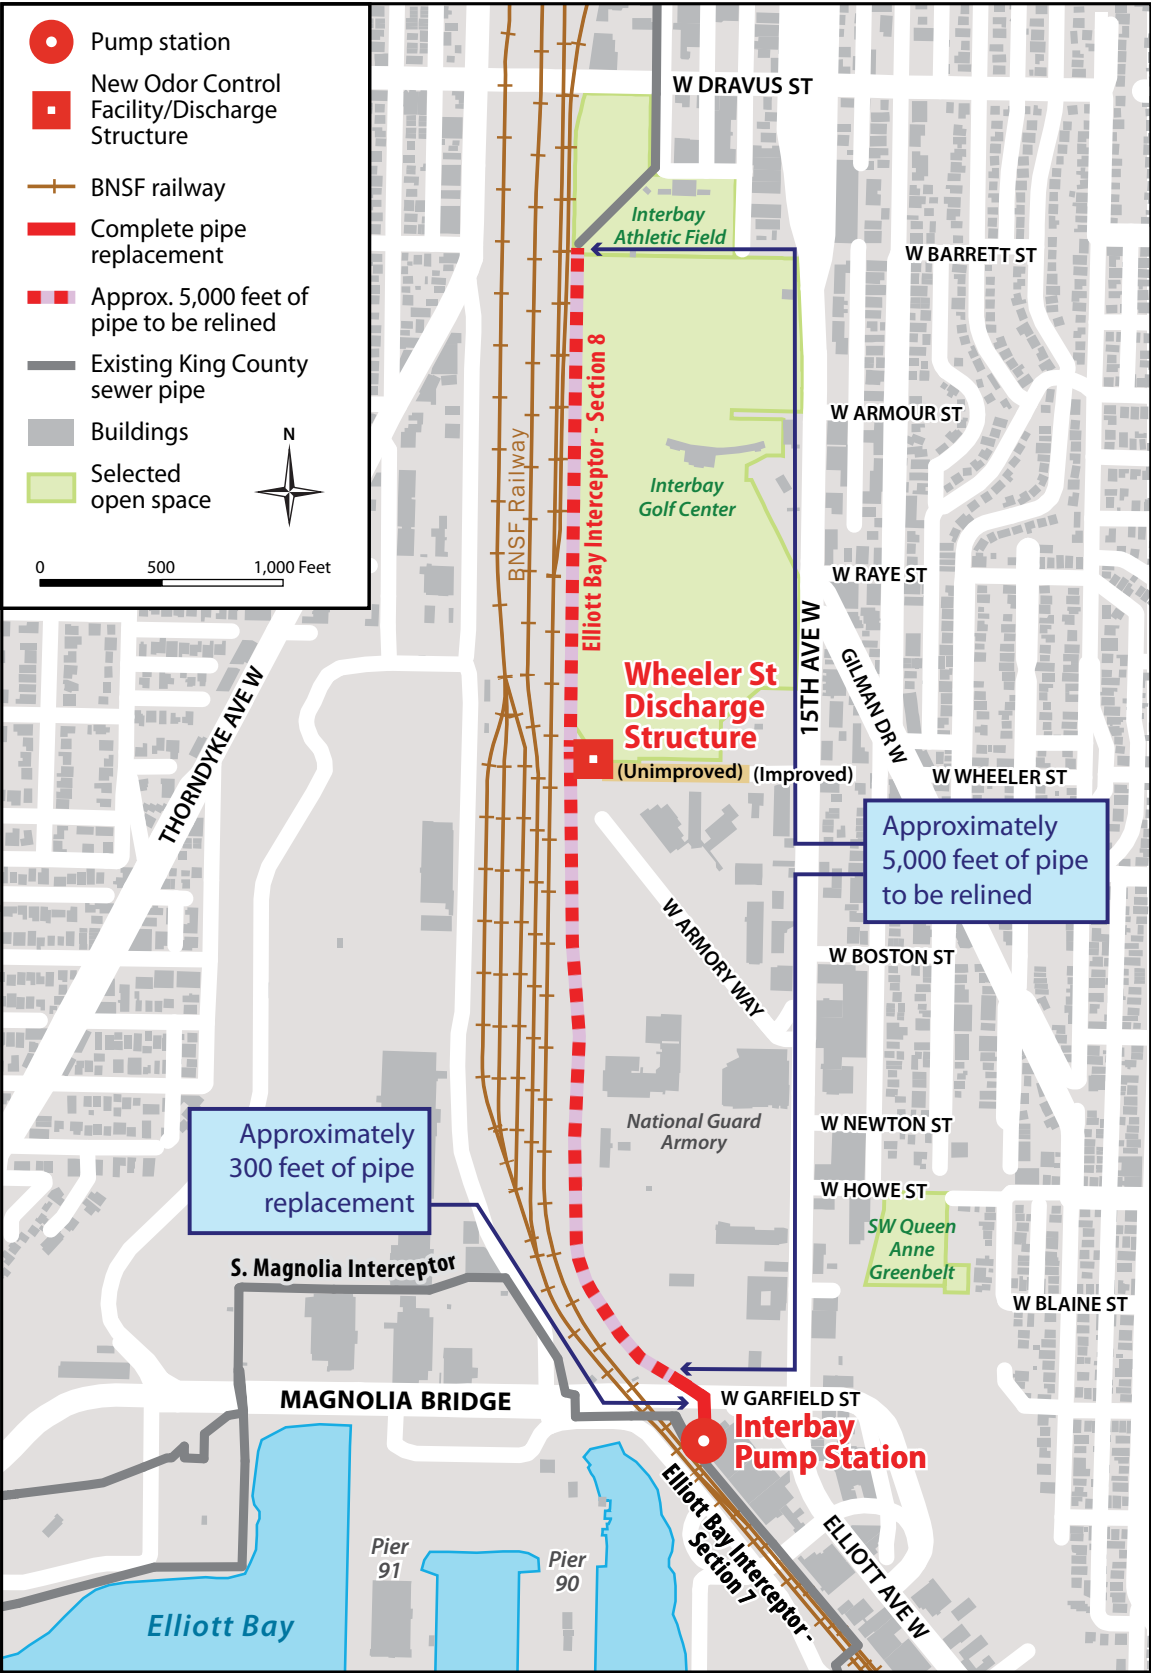 Pump station
New Odor Control
Facility/Discharge
Structure
BNSF railway
Complete pipe
replacement
Approx. 5,000 feet of
pipe to be relined
Existing King County
sewer pipe
Buildings
Selected
open space
N
0 500 1,000 Feet
W DRAVUS ST
Interbay
Athletic Field
W BARRETT ST
Elliott Bay Interceptor - Section 8
BNSF Railway
W ARMOUR ST
Interbay
Golf Center
W RAYE ST
15TH AVE W
GILMAN DR W
THORNDYKE AVE W
Wheeler St
Discharge
Structure
(Unimproved) (Improved)
W WHEELER ST
Approximately
5,000 feet of pipe
to be relined
W ARMORY WAY
W BOSTON ST
National Guard
Armory
W NEWTON ST
Approximately
300 feet of pipe
replacement
W HOWE ST
SW Queen
Anne
Greenbelt
S. Magnolia Interceptor
W BLAINE ST
MAGNOLIA BRIDGE
W GARFIELD ST
Interbay
Pump Station
Elliott Bay Interceptor -
Section 7
ELLIOTT AVE W
Pier
91
Pier
90
Elliott Bay